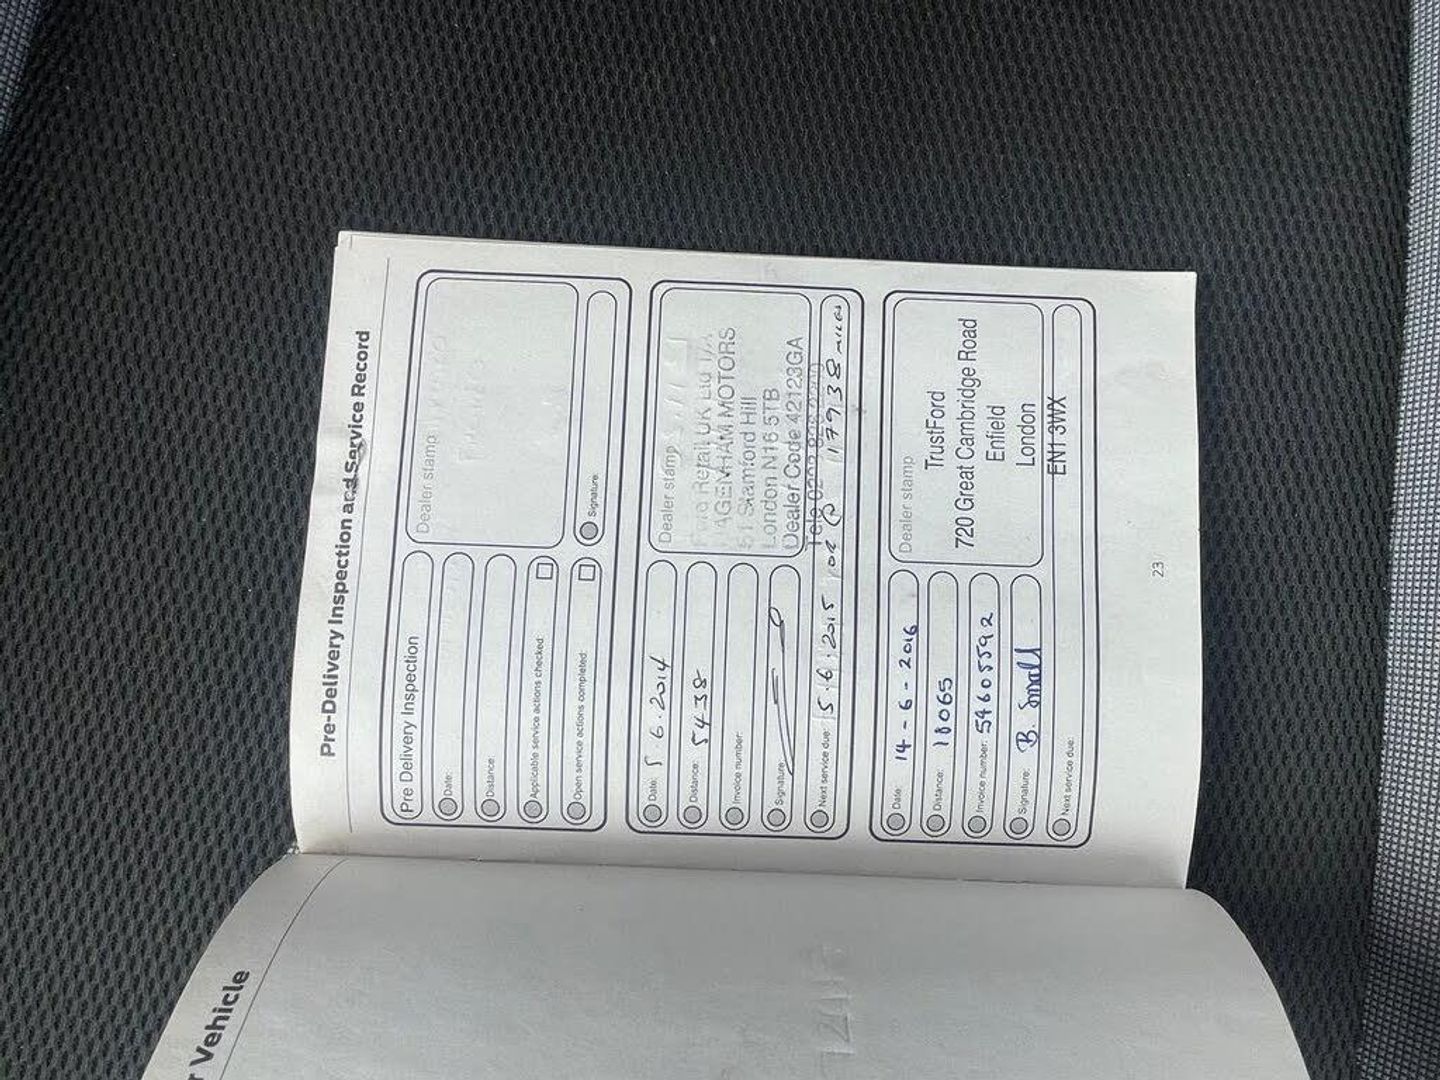 Pre-Delivery Inspection and Service Record
Pre Delivery Inspection
Date:
Distance:
Applicable service actions checked:
Open service actions completed:
Dealer stamp
Signature:
Date: 5.6.2014
Distance: 5438
Invoice number:
Signature:
Next service due: 5.6.2015 or @ 17938 miles
Dealer stamp
Ford Retail UK Ltd T/A
DAGENHAM MOTORS
51 Stamford Hill
London N16 5TB
Dealer Code 42123GA
Tele
Date: 14-6-2016
Distance: 18065
Invoice number: 54605592
Signature: B. Small
Next service due:
Dealer stamp
TrustFord
720 Great Cambridge Road
Enfield
London
EN1 3WX
23
Vehicle